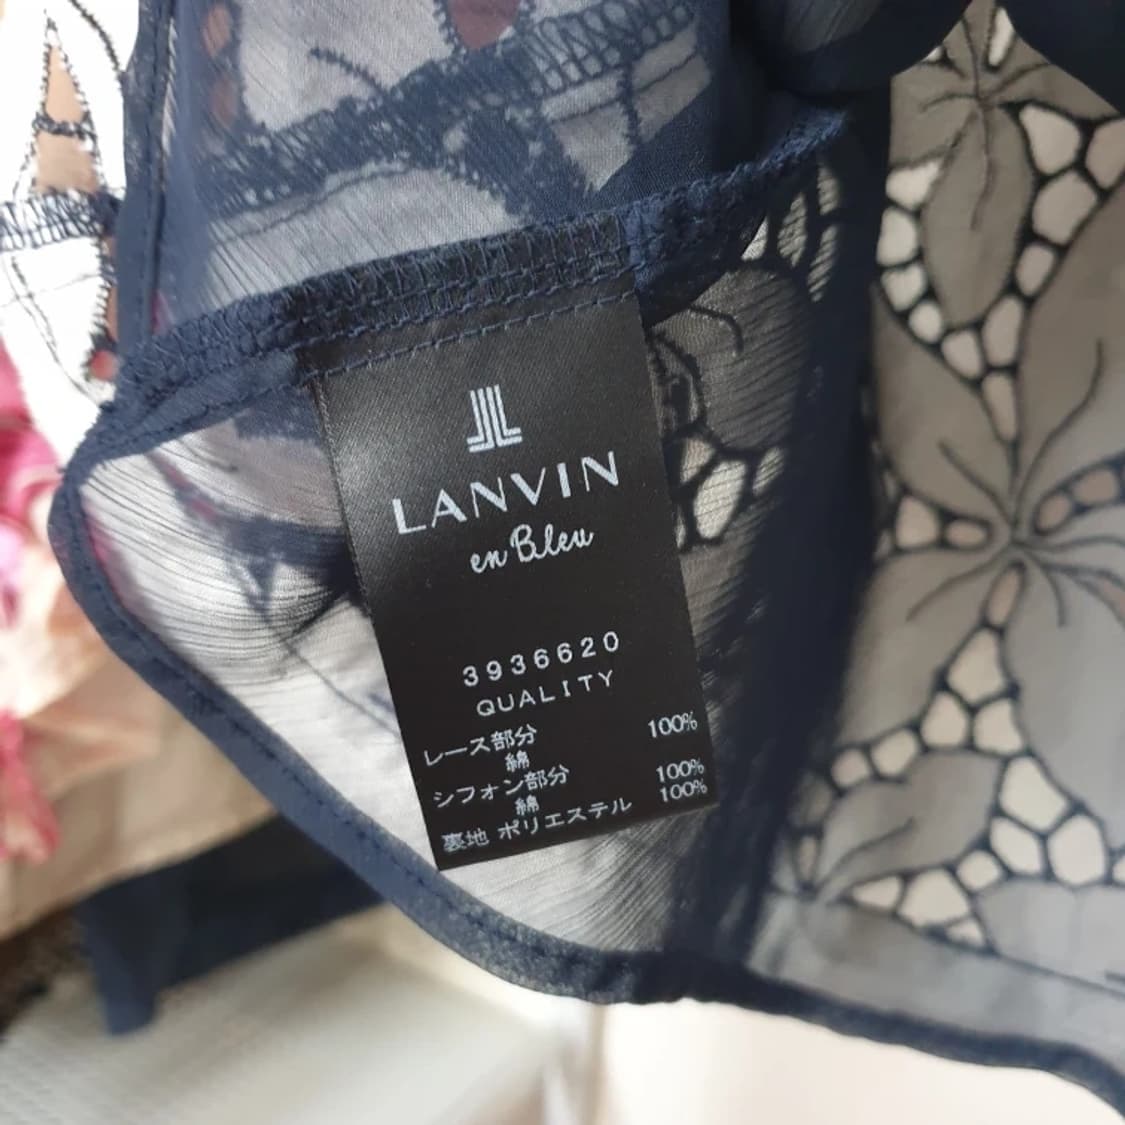 LANVIN
en Bleu
3936620
QUALITY
レース部分 100%
綿
シフォン部分 100%
綿 100%
裏地 ポリエステル